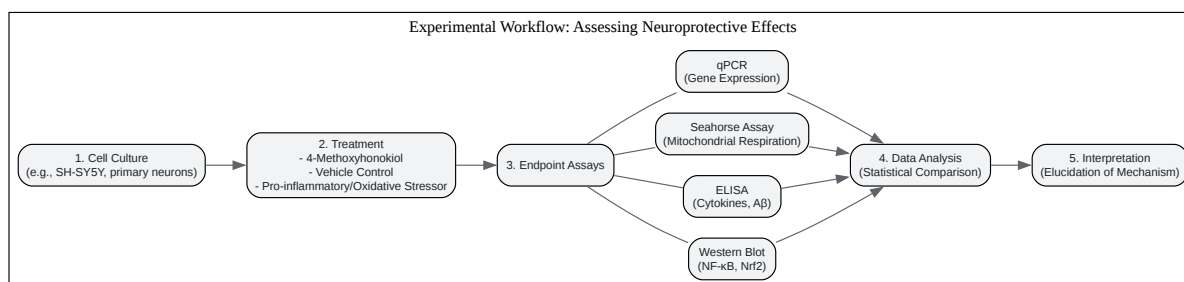 Experimental Workflow: Assessing Neuroprotective Effects
1. Cell Culture
(e.g., SH-SY5Y, primary neurons)
2. Treatment
- 4-Methoxyhonokiol
- Vehicle Control
- Pro-inflammatory/Oxidative Stressor
3. Endpoint Assays
qPCR
(Gene Expression)
Seahorse Assay
(Mitochondrial Respiration)
ELISA
(Cytokines, Aβ)
Western Blot
(NF-κB, Nrf2)
4. Data Analysis
(Statistical Comparison)
5. Interpretation
(Elucidation of Mechanism)